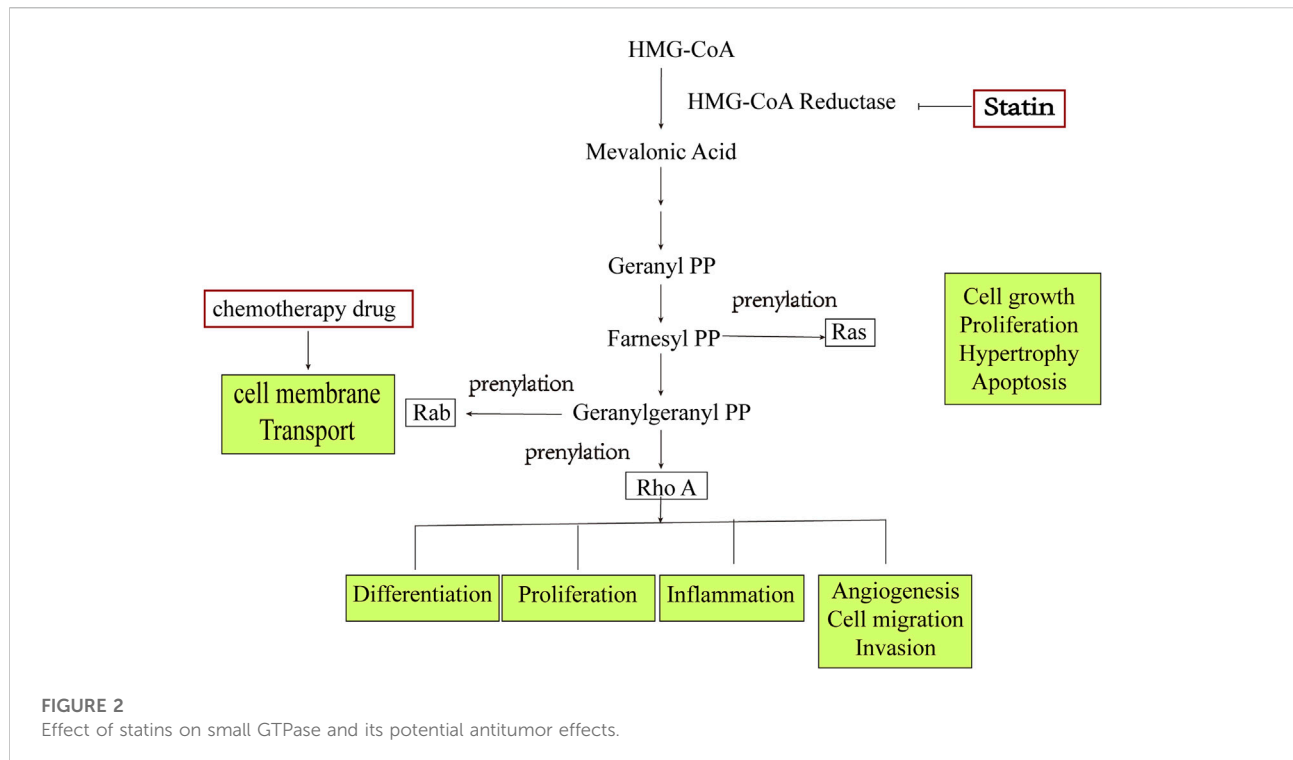 HMG-CoA
HMG-CoA Reductase
Statin
Mevalonic Acid
Geranyl PP
prenylation
Farnesyl PP
Ras
Cell growth
Proliferation
Hypertrophy
Apoptosis
chemotherapy drug
cell membrane
Transport
prenylation
Rab
Geranylgeranyl PP
prenylation
Rho A
Differentiation
Proliferation
Inflammation
Angiogenesis
Cell migration
Invasion
FIGURE 2
Effect of statins on small GTPase and its potential antitumor effects.